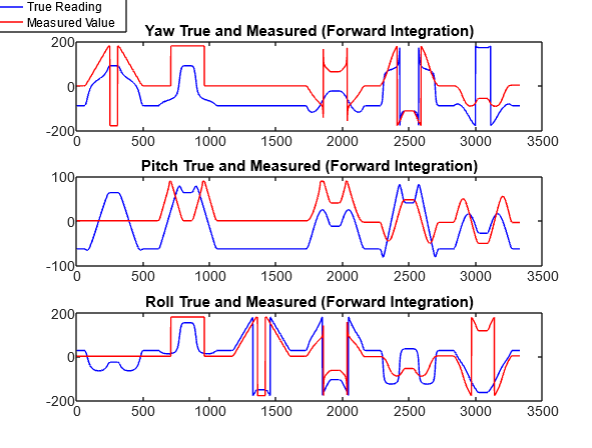 True Reading
Measured Value
Yaw True and Measured (Forward Integration)
200
0
-200
0 500 1000 1500 2000 2500 3000 3500
Pitch True and Measured (Forward Integration)
100
0
-100
0 500 1000 1500 2000 2500 3000 3500
Roll True and Measured (Forward Integration)
200
0
-200
0 500 1000 1500 2000 2500 3000 3500